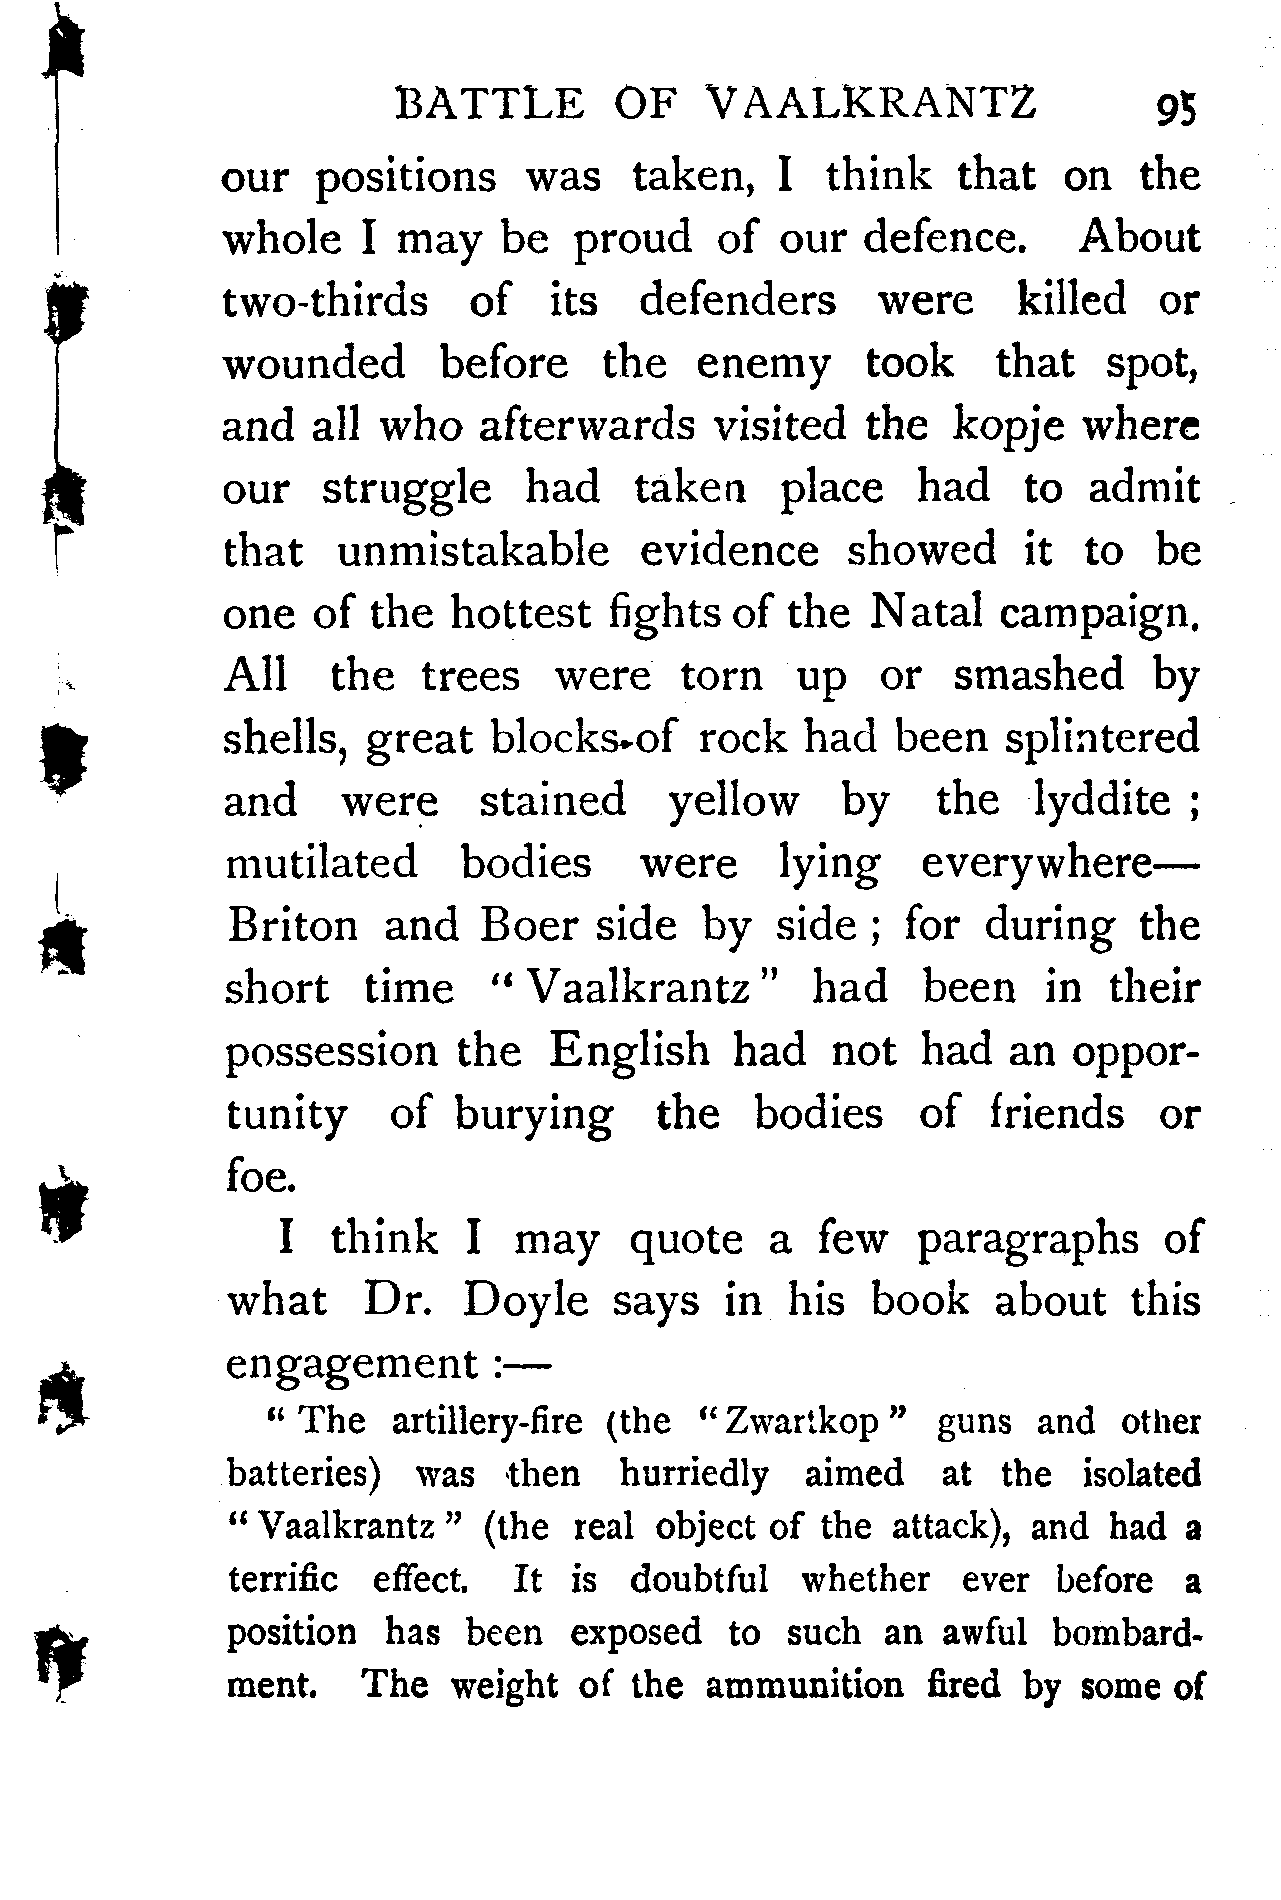 BATTLE OF VAALKRANTZ 95
our positions was taken, I think that on the
whole I may be proud of our defence. About
two-thirds of its defenders were killed or
wounded before the enemy took that spot,
and all who afterwards visited the kopje where
our struggle had taken place had to admit
that unmistakable evidence showed it to be
one of the hottest fights of the Natal campaign.
All the trees were torn up or smashed by
shells, great blocks of rock had been splintered
and were stained yellow by the lyddite ;
mutilated bodies were lying everywhere—
Briton and Boer side by side ; for during the
short time “ Vaalkrantz ” had been in their
possession the English had not had an oppor-
tunity of burying the bodies of friends or
foe.
I think I may quote a few paragraphs of
what Dr. Doyle says in his book about this
engagement :—
“ The artillery-fire (the “ Zwartkop ” guns and other
batteries) was then hurriedly aimed at the isolated
“ Vaalkrantz ” (the real object of the attack), and had a
terrific effect. It is doubtful whether ever before a
position has been exposed to such an awful bombard-
ment. The weight of the ammunition fired by some of